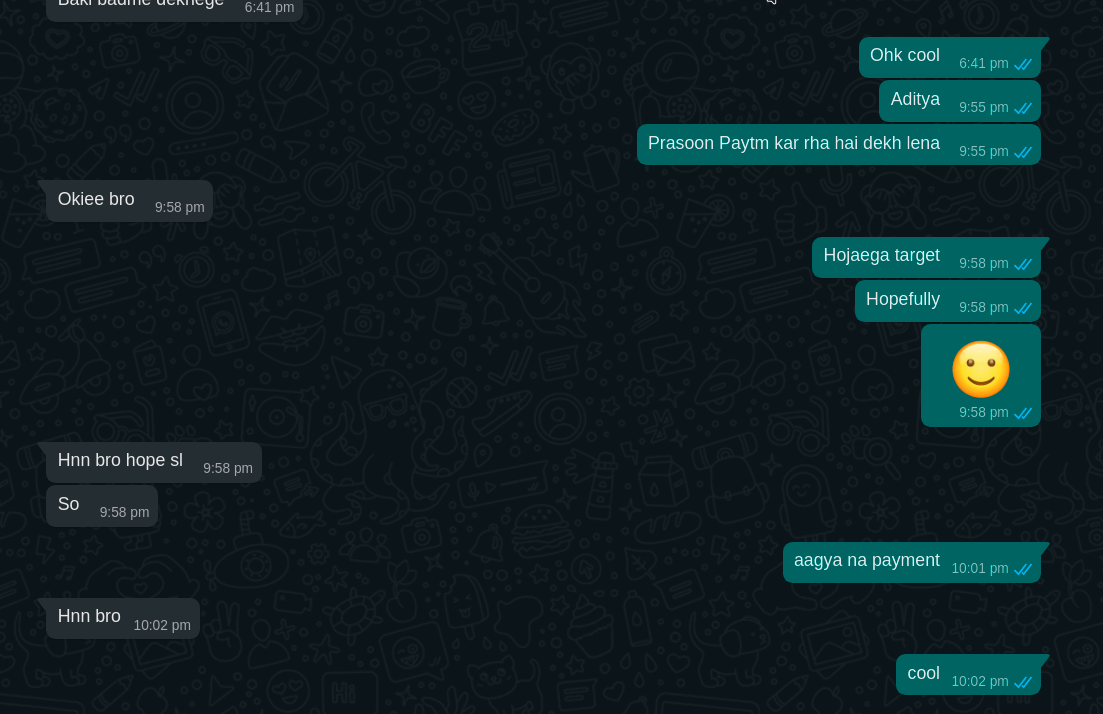 Baki badme dekhege 6:41 pm
Ohk cool 6:41 pm
Aditya 9:55 pm
Prasoon Paytm kar rha hai dekh lena 9:55 pm
Okiee bro 9:58 pm
Hojaega target 9:58 pm
Hopefully 9:58 pm
9:58 pm
Hnn bro hope sl 9:58 pm
So 9:58 pm
aagya na payment 10:01 pm
Hnn bro 10:02 pm
cool 10:02 pm